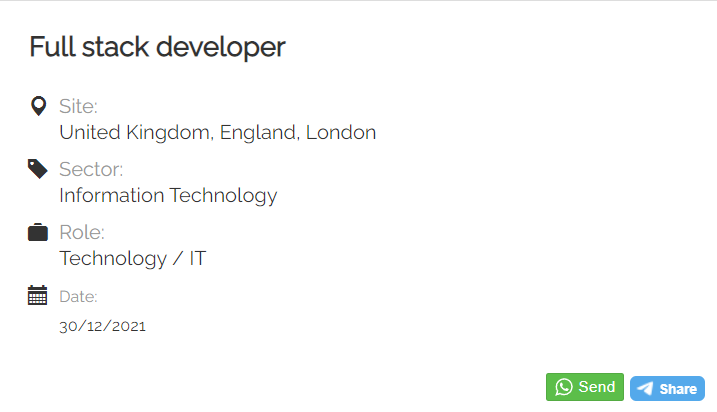 Full stack developer
Site:
United Kingdom, England, London
Sector:
Information Technology
Role:
Technology / IT
Date:
30/12/2021
Send
Share